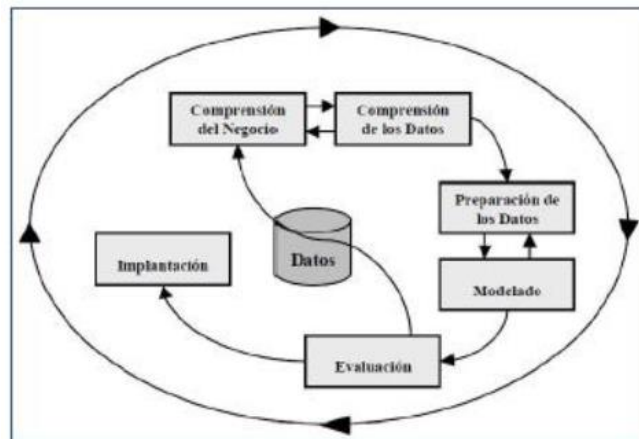 Comprensión
del Negocio
Comprensión
de los Datos
Preparación de
los Datos
Datos
Implantación
Modelado
Evaluación